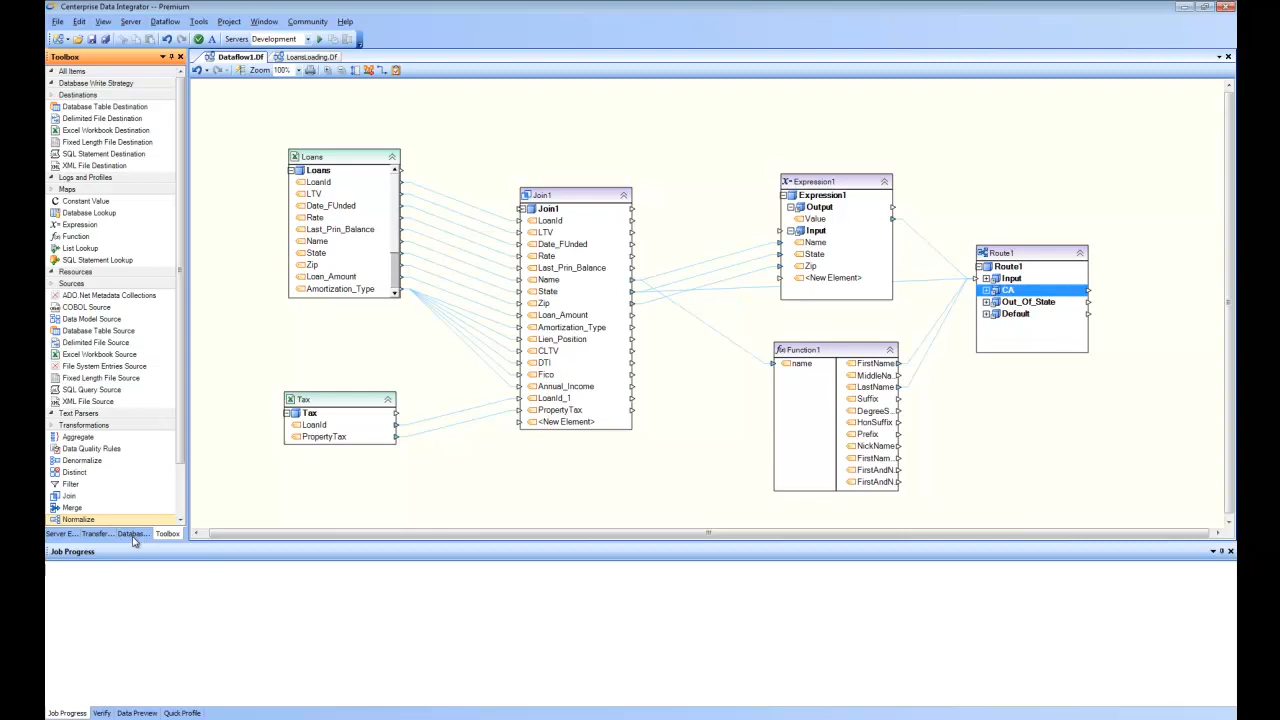 Centerprise Data Integrator -- Premium
File Edit View Server Dataflow Tools Project Window Community Help
Servers Development
Toolbox
All Items
Database Write Strategy
Destinations
Database Table Destination
Delimited File Destination
Excel Workbook Destination
Fixed Length File Destination
SQL Statement Destination
XML File Destination
Logs and Profiles
Maps
Constant Value
Database Lookup
Expression
Function
List Lookup
SQL Statement Lookup
Resources
Sources
ADO.Net Metadata Collections
COBOL Source
Data Model Source
Database Table Source
Delimited File Source
Excel Workbook Source
File System Entries Source
Fixed Length File Source
SQL Query Source
XML File Source
Text Parsers
Transformations
Aggregate
Data Quality Rules
Denormalize
Distinct
Filter
Join
Merge
Normalize
Server E... Transfer... Databas... Toolbox
Dataflow1.Df LoansLoading.Df
Zoom 100%
Loans
Loans
LoanId
LTV
Date_FUnded
Rate
Last_Prin_Balance
Name
State
Zip
Loan_Amount
Amortization_Type
Tax
Tax
LoanId
PropertyTax
Join1
Join1
LoanId
LTV
Date_FUnded
Rate
Last_Prin_Balance
Name
State
Zip
Loan_Amount
Amortization_Type
Lien_Position
CLTV
DTI
Fico
Annual_Income
LoanId_1
PropertyTax
<New Element>
Expression1
Expression1
Output
Value
Input
Name
State
Zip
<New Element>
Function1
name
FirstName
MiddleNa...
LastName
Suffix
DegreeS...
HonSuffix
Prefix
NickName
FirstNam...
FirstAndN...
FirstAndN...
Route1
Route1
Input
CA
Out_Of_State
Default
Job Progress
Job Progress Verify Data Preview Quick Profile